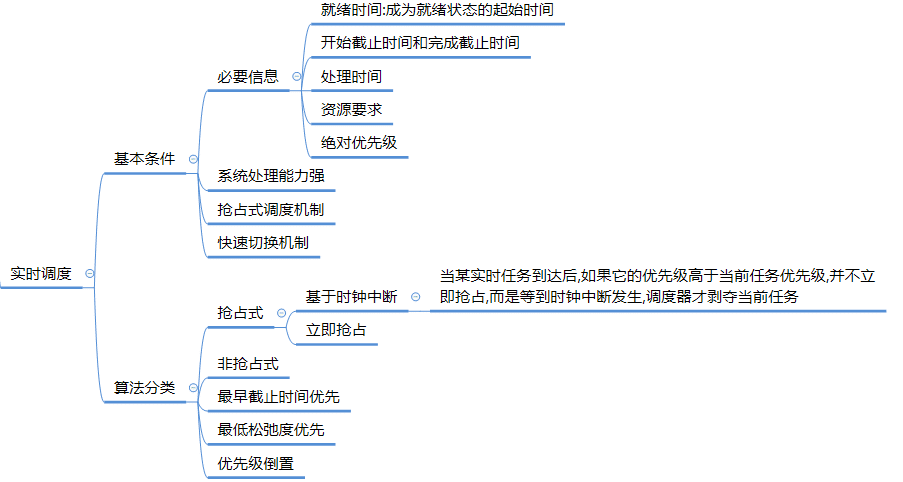 就绪时间:成为就绪状态的起始时间
开始截止时间和完成截止时间
必要信息
处理时间
资源要求
绝对优先级
基本条件
系统处理能力强
抢占式调度机制
快速切换机制
实时调度
当某实时任务到达后,如果它的优先级高于当前任务优先级,并不立
即抢占,而是等到时钟中断发生,调度器才剥夺当前任务
基于时钟中断
抢占式
立即抢占
非抢占式
算法分类
最早截止时间优先
最低松弛度优先
优先级倒置